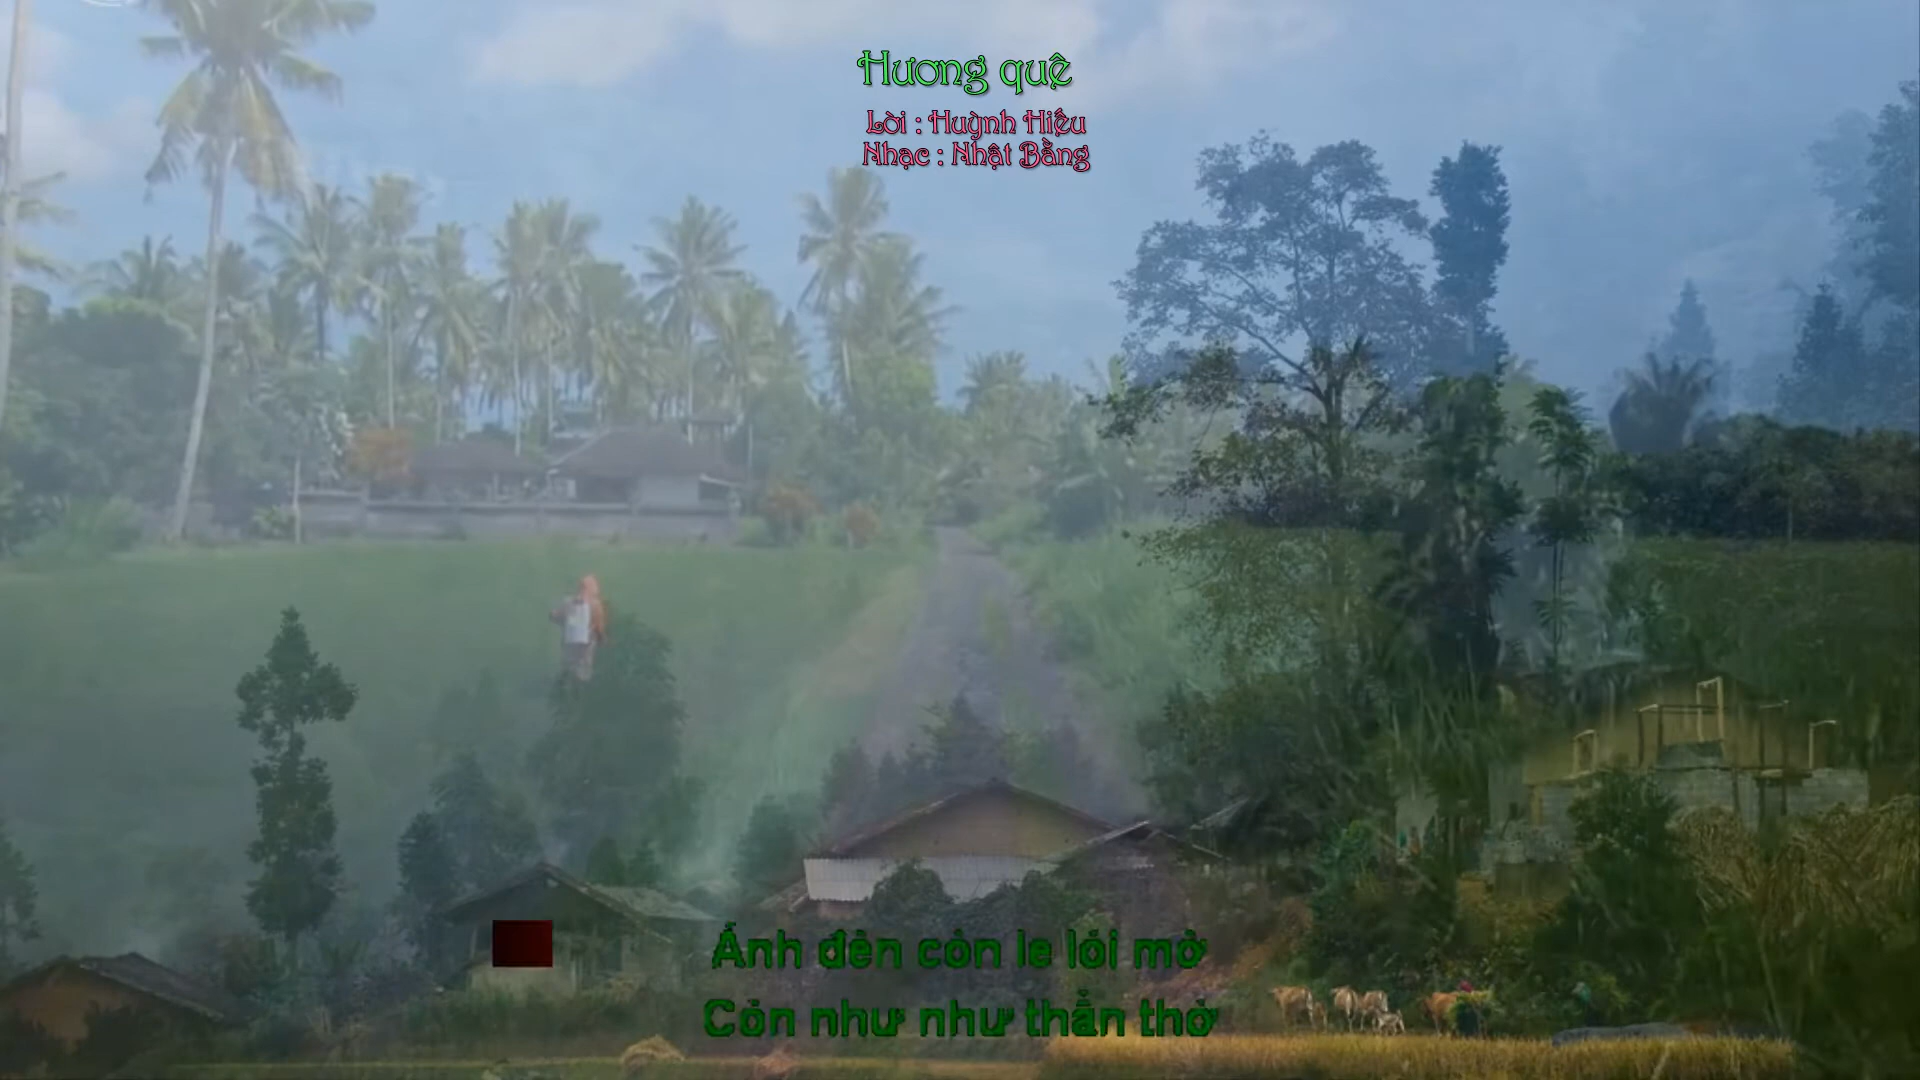 Hương quê
Lời : Huỳnh Hiếu
Nhạc : Nhật Bằng
Ánh đèn còn le lói mờ
Còn như như thẫn thờ